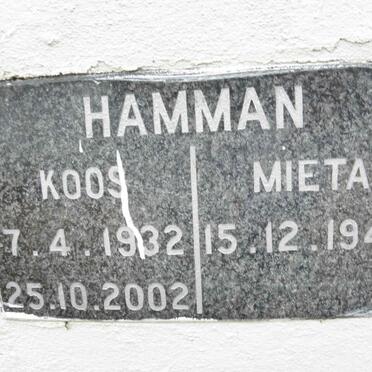 HAMMAN
KOOS MIETA
7.4.1932 15.12.194
25.10.2002